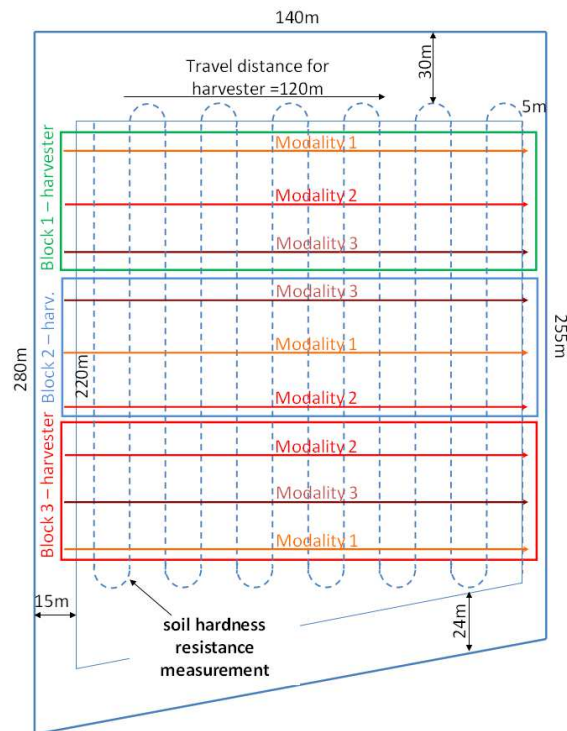 140m
30m
Travel distance for
harvester =120m
5m
Block 1 – harvester
Modality 1
Modality 2
Modality 3
Block 2 – harv.
Modality 3
Modality 1
Modality 2
280m
220m
255m
Block 3 – harvester
Modality 2
Modality 3
Modality 1
15m
24m
soil hardness
resistance
measurement